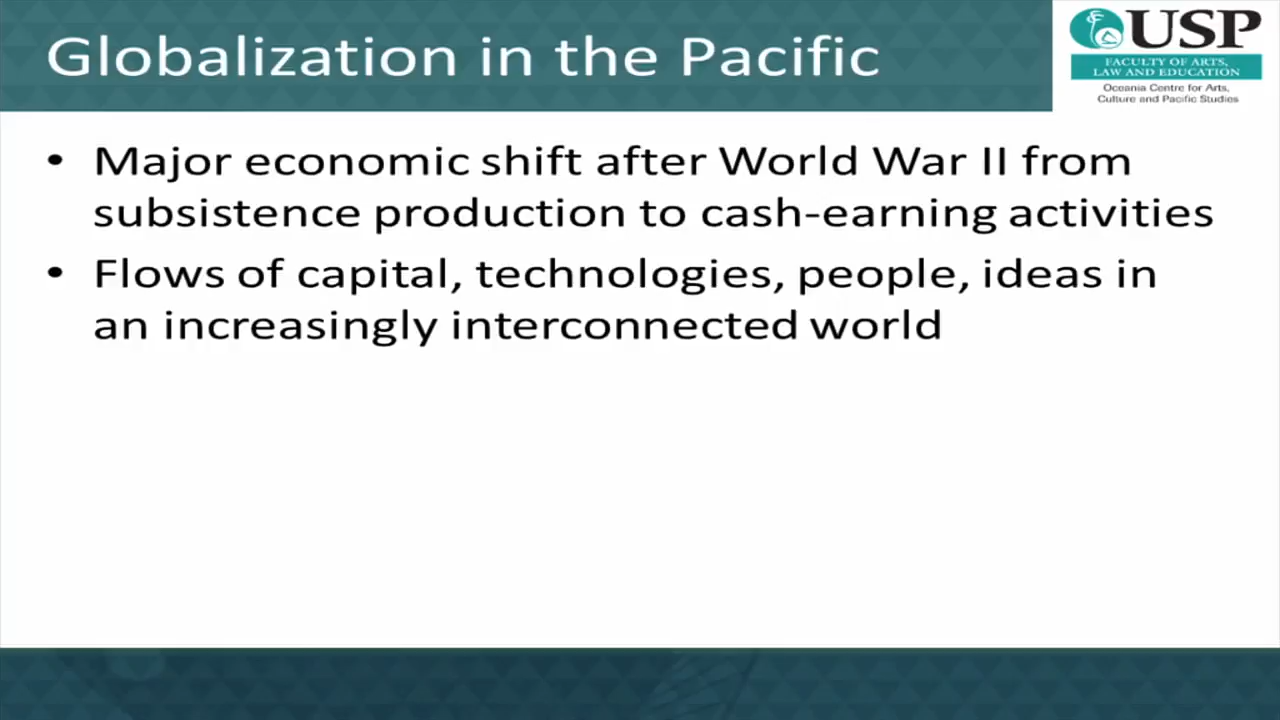 Globalization in the Pacific
USP
FACULTY OF ARTS,
LAW AND EDUCATION
Oceania Centre for Arts,
Culture and Pacific Studies
• Major economic shift after World War II from
subsistence production to cash-earning activities
• Flows of capital, technologies, people, ideas in
an increasingly interconnected world